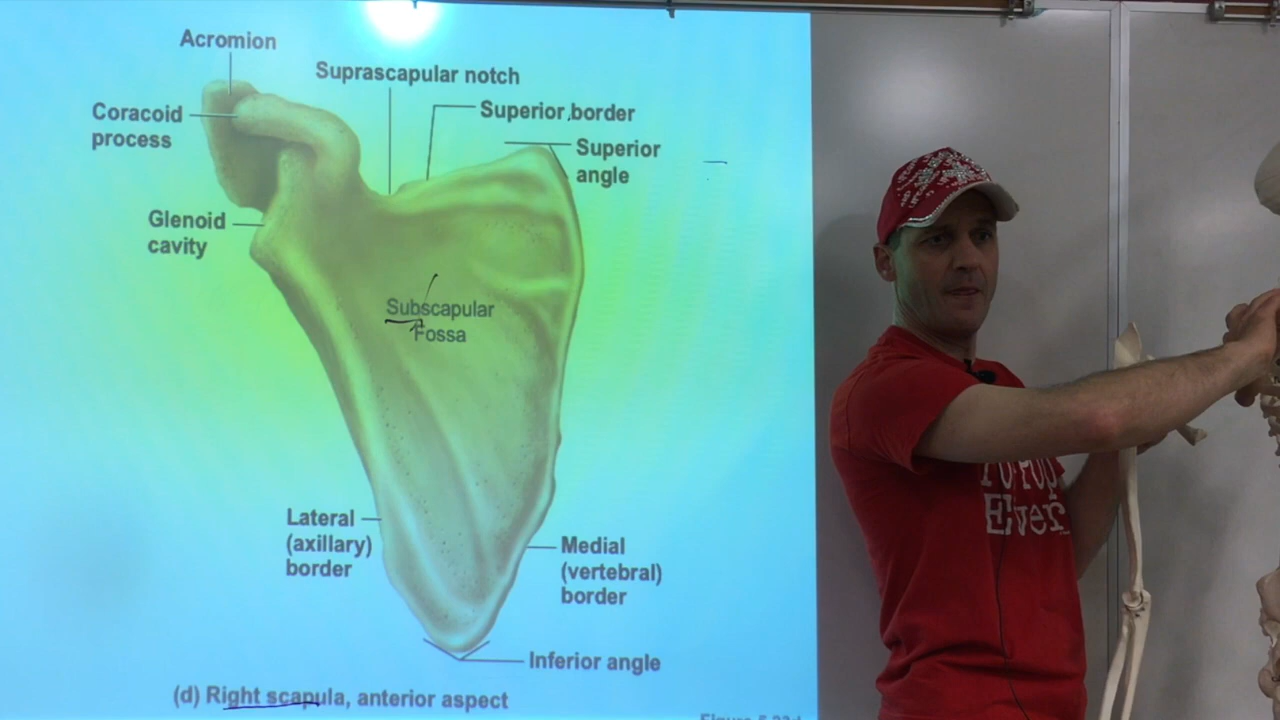 Acromion
Suprascapular notch
Coracoid
process
Superior border
Superior
angle
Glenoid
cavity
Subscapular
Fossa
Lateral
(axillary)
border
Medial
(vertebral)
border
Inferior angle
(d) Right scapula, anterior aspect
Ever